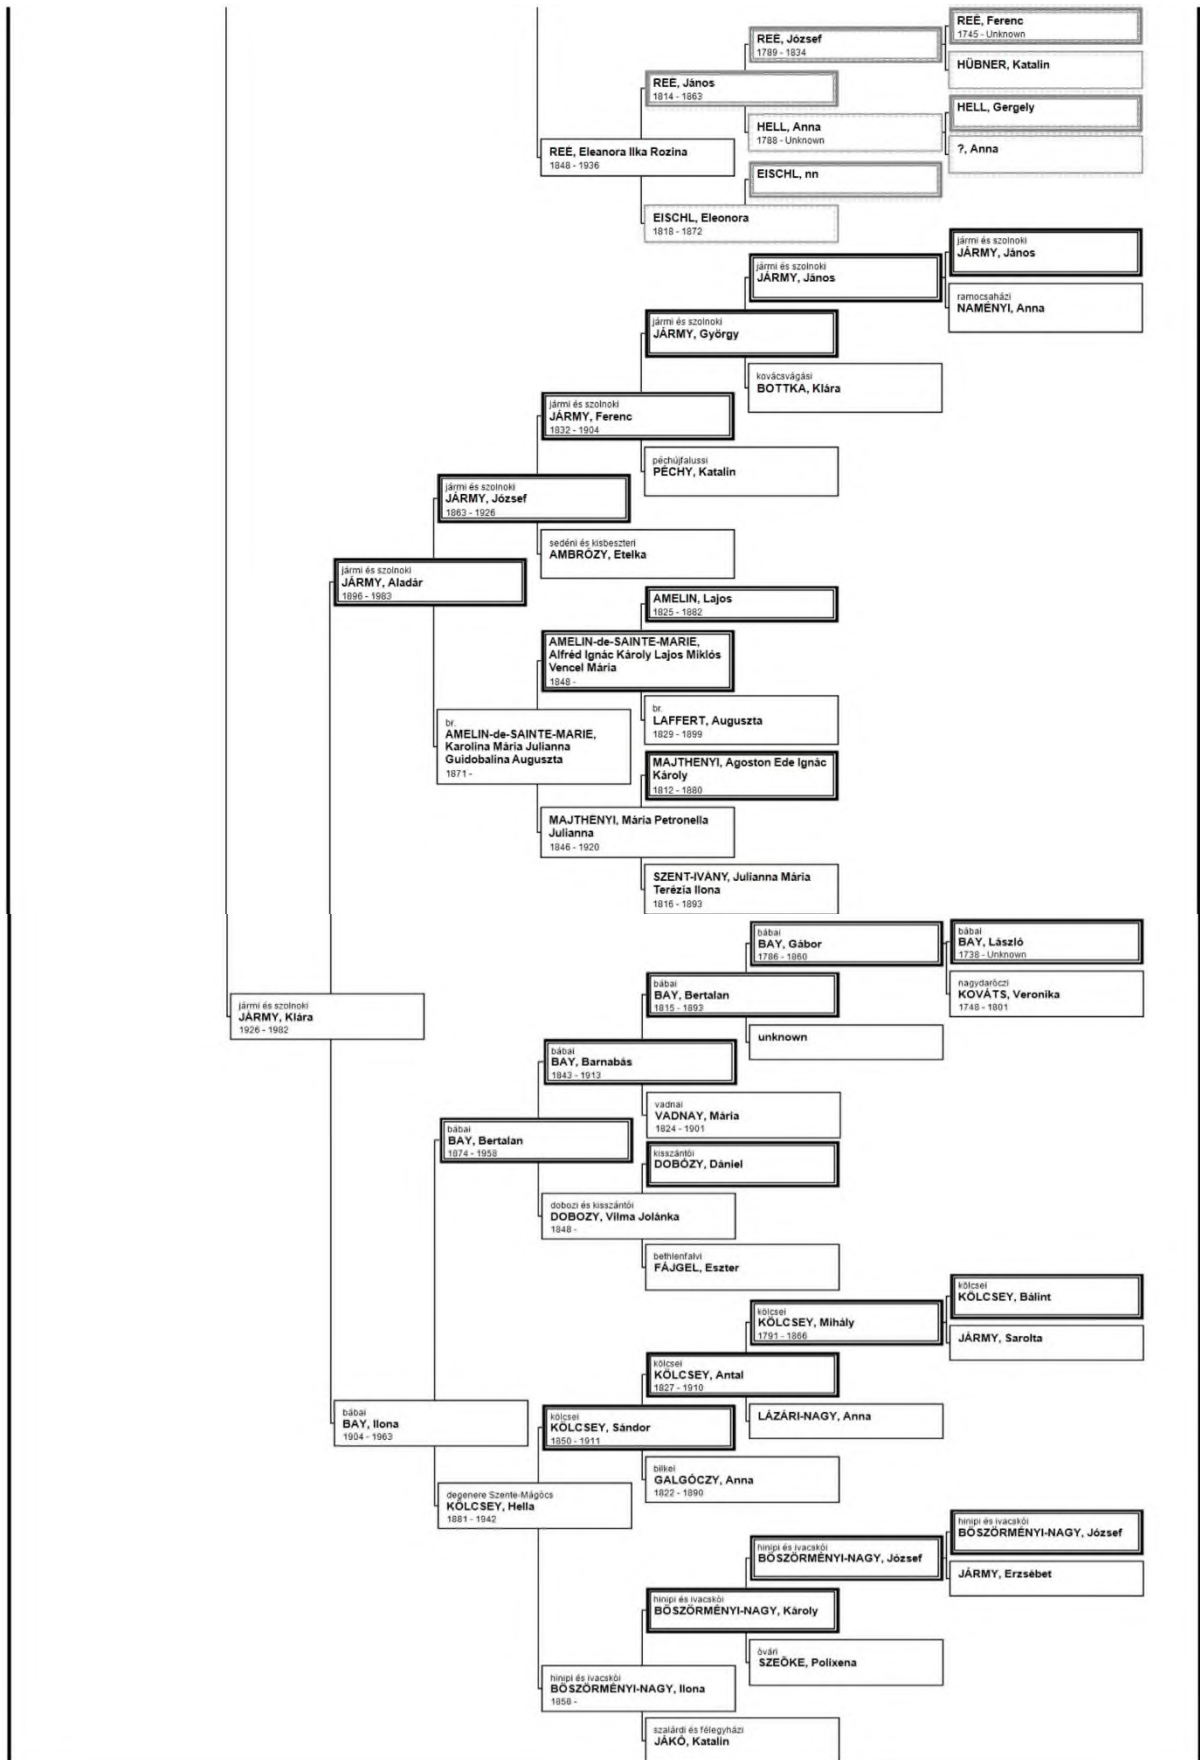 REÉ, Ferenc
1745 - Unknown
REÉ, József
1789 - 1834
HÜBNER, Katalin
REÉ, János
1814 - 1863
HELL, Gergely
HELL, Anna
1788 - Unknown
?, Anna
REÉ, Eleanora Ilka Rozina
1848 - 1936
EISCHL, nn
EISCHL, Eleonora
1818 - 1872
jármi és szolnoki
JÁRMY, János
jármi és szolnoki
JÁRMY, János
ramocsaházi
NAMÉNYI, Anna
jármi és szolnoki
JÁRMY, György
kovácsvágási
BOTTKA, Klára
jármi és szolnoki
JÁRMY, Ferenc
1832 - 1904
péchújfalussi
PÉCHY, Katalin
jármi és szolnoki
JÁRMY, József
1863 - 1926
sedéni és kisbeszteri
AMBRÓZY, Etelka
jármi és szolnoki
JÁRMY, Aladár
1896 - 1983
AMELIN, Lajos
1825 - 1882
AMELIN-de-SAINTE-MARIE,
Alfréd Ignác Károly Lajos Miklós
Vencel Mária
1848 -
br.
LAFFERT, Auguszta
1829 - 1899
br.
AMELIN-de-SAINTE-MARIE,
Karolina Mária Julianna
Guidobalina Auguszta
1871 -
MAJTHÉNYI, Ágoston Ede Ignác
Károly
1812 - 1880
MAJTHÉNYI, Mária Petronella
Julianna
1846 - 1920
SZENT-IVÁNY, Julianna Mária
Terézia Ilona
1816 - 1893
bábai
BAY, Gábor
1786 - 1860
bábai
BAY, László
1738 - Unknown
bábai
BAY, Bertalan
1815 - 1893
nagydaróczi
KOVÁTS, Veronika
1748 - 1801
jármi és szolnoki
JÁRMY, Klára
1926 - 1982
unknown
bábai
BAY, Barnabás
1843 - 1913
vadnai
VADNAY, Mária
1824 - 1901
bábai
BAY, Bertalan
1874 - 1958
kisszántói
DOBÓZY, Dániel
dobozi és kisszántói
DOBOZY, Vilma Jolánka
1848 -
bethlenfalvi
FÁJGEL, Eszter
kölcsei
KÖLCSEY, Bálint
kölcsei
KÖLCSEY, Mihály
1791 - 1866
JÁRMY, Sarolta
kölcsei
KÖLCSEY, Antal
1827 - 1910
bábai
BAY, Ilona
1904 - 1963
kölcsei
KÖLCSEY, Sándor
1850 - 1911
LÁZÁRI-NAGY, Anna
bilkei
GALGÓCZY, Anna
1822 - 1890
degenere Szente-Mágócs
KÖLCSEY, Hella
1881 - 1942
hinipi és ivacskói
BÖSZÖRMÉNYI-NAGY, József
hinipi és ivacskói
BÖSZÖRMÉNYI-NAGY, József
JÁRMY, Erzsébet
hinipi és ivacskói
BÖSZÖRMÉNYI-NAGY, Károly
óvári
SZEŐKE, Polixena
hinipi és ivacskói
BÖSZÖRMÉNYI-NAGY, Ilona
1856 -
szalárdi és félegyházi
JÁKÓ, Katalin